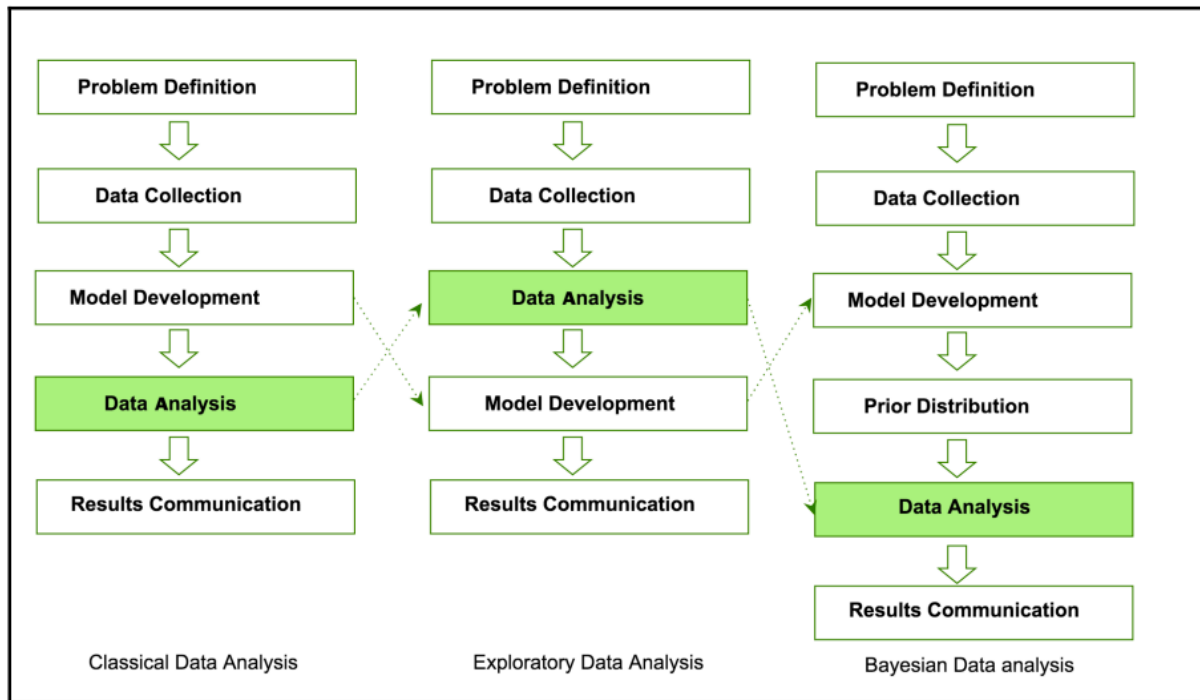 Problem Definition
Data Collection
Model Development
Data Analysis
Results Communication
Classical Data Analysis
Problem Definition
Data Collection
Data Analysis
Model Development
Results Communication
Exploratory Data Analysis
Problem Definition
Data Collection
Model Development
Prior Distribution
Data Analysis
Results Communication
Bayesian Data analysis